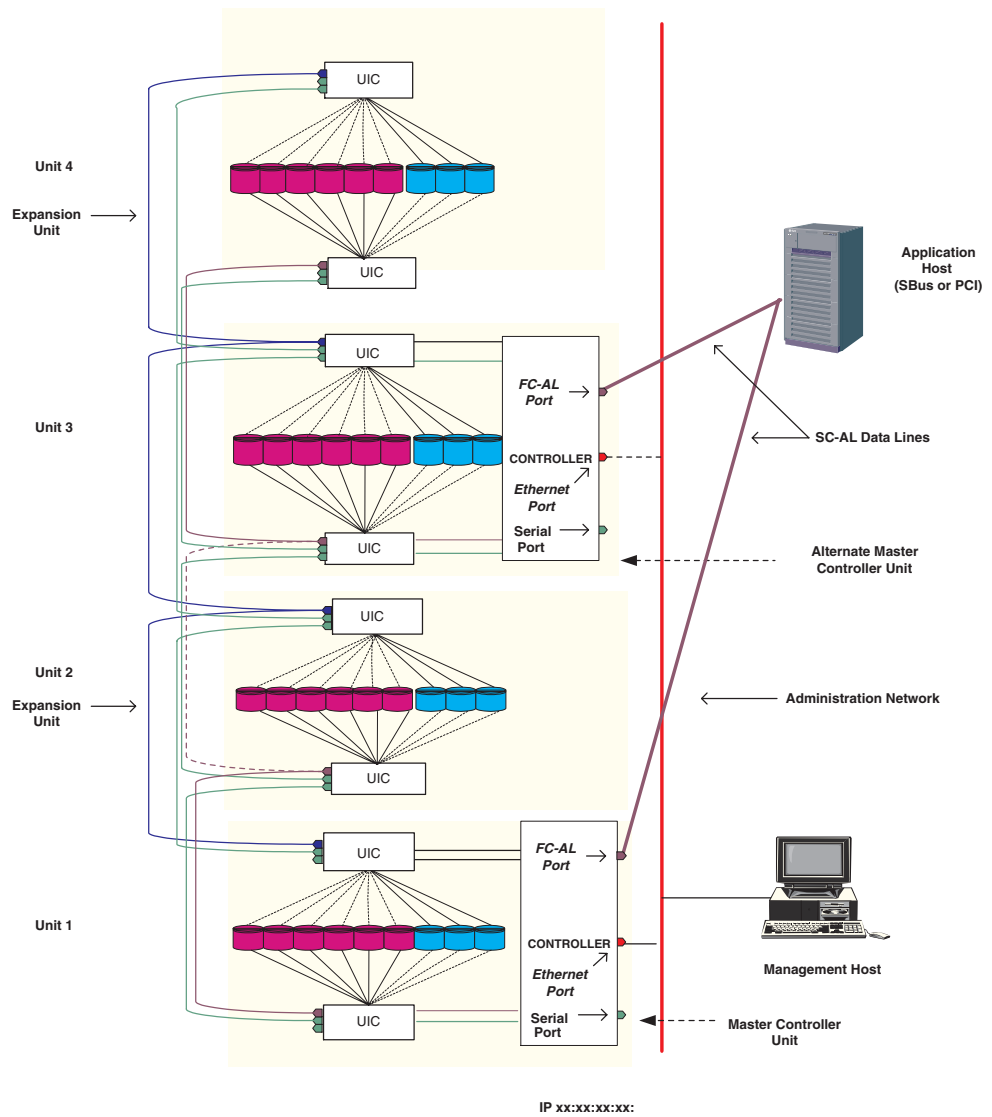 UIC
Unit 4
Expansion
Unit
UIC
Application
Host
(SBus or PCI)
UIC
FC-AL
Port
Unit 3
SC-AL Data Lines
CONTROLLER
Ethernet
Port
Serial
Port
UIC
Alternate Master
Controller Unit
UIC
Unit 2
Expansion
Unit
Administration Network
UIC
UIC
FC-AL
Port
Unit 1
CONTROLLER
Ethernet
Port
Management Host
UIC
Serial
Port
Master Controller
Unit
IP xx:xx:xx:xx: